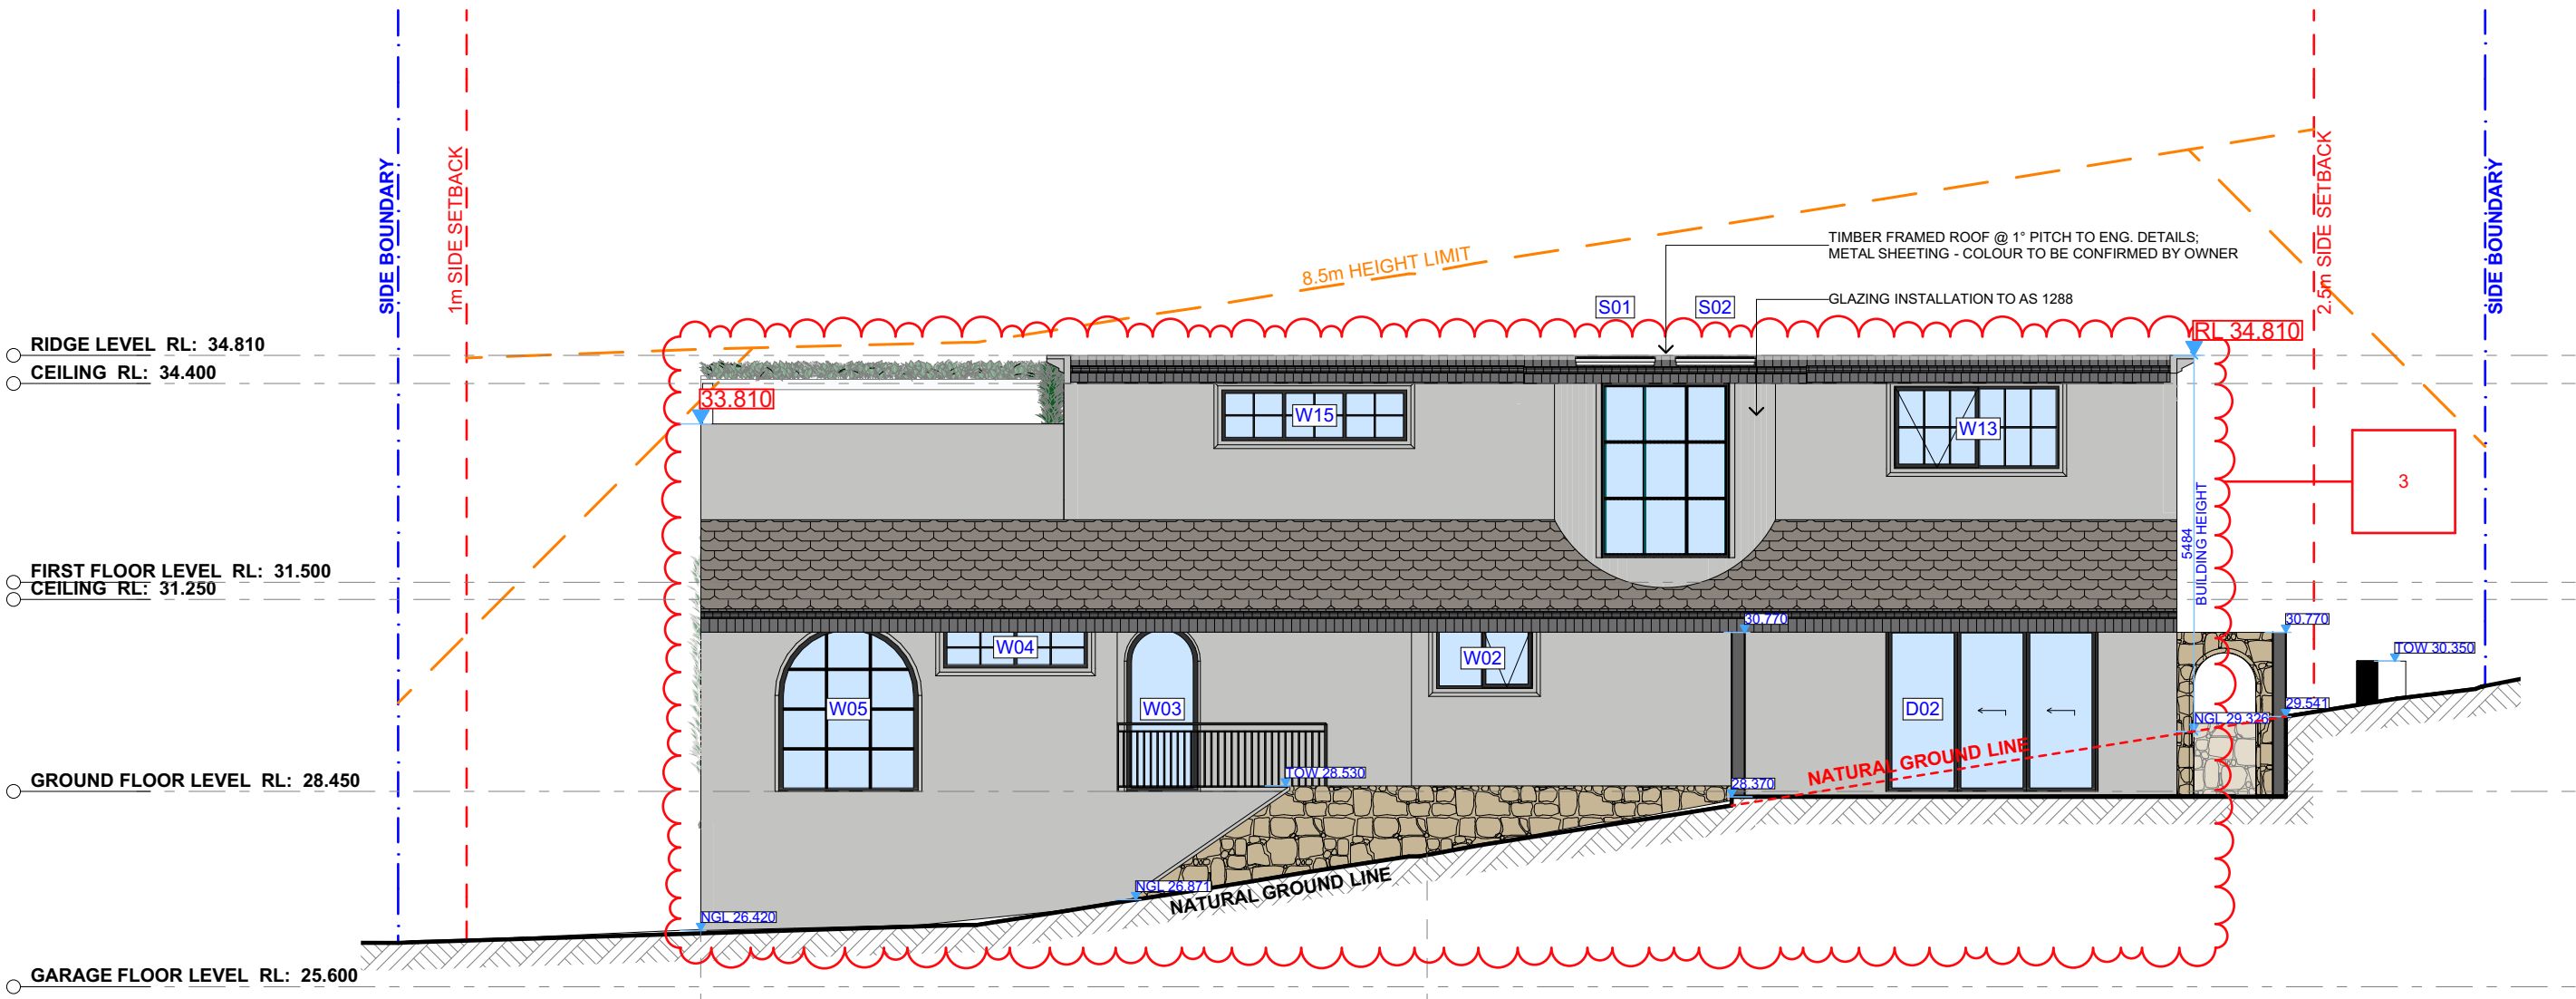 SIDE BOUNDARY
1m SIDE SETBACK
8.5m HEIGHT LIMIT
TIMBER FRAMED ROOF @ 1° PITCH TO ENG. DETAILS;
METAL SHEETING - COLOUR TO BE CONFIRMED BY OWNER
GLAZING INSTALLATION TO AS 1288
2.5m SIDE SETBACK
SIDE BOUNDARY
S01
S02
RL 34.810
RIDGE LEVEL RL: 34.810
CEILING RL: 34.400
33.810
W15
W13
3
5484
BUILDING HEIGHT
FIRST FLOOR LEVEL RL: 31.500
CEILING RL: 31.250
30.770
30.770
W04
W02
TOW 30.350
W05
W03
D02
29.541
NGL 29.326
NATURAL GROUND LINE
TOW 28.530
28.370
GROUND FLOOR LEVEL RL: 28.450
NGL 26.871
NATURAL GROUND LINE
NGL 26.420
GARAGE FLOOR LEVEL RL: 25.600